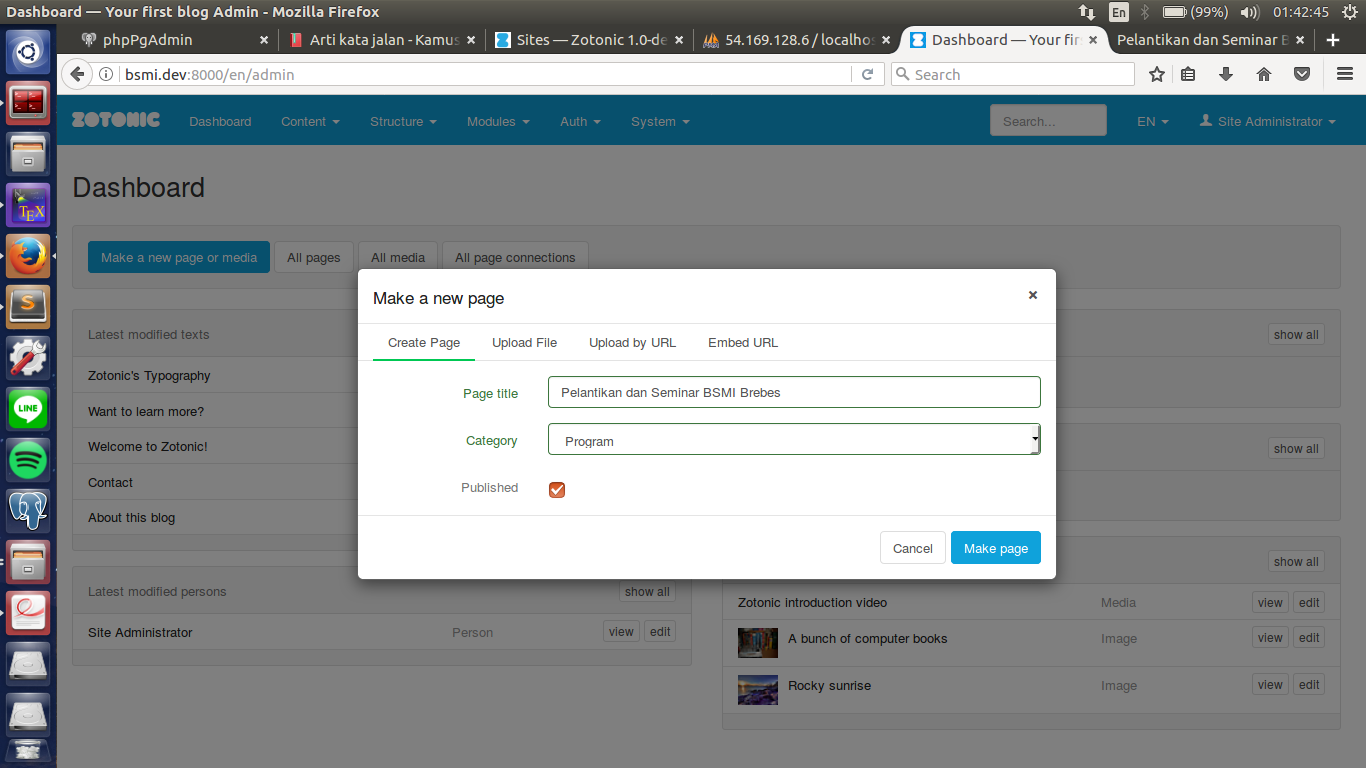 Dashboard — Your first blog Admin - Mozilla Firefox
En
(99%)
01:42:45
phpPgAdmin
Arti kata jalan - Kamus
Sites — Zotonic 1.0-de
54.169.128.6 / localhos
Dashboard — Your fir
Pelantikan dan Seminar B
bsmi.dev:8000/en/admin
Search
ZOTONIC
Dashboard
Content
Structure
Modules
Auth
System
Search...
EN
Site Administrator
Dashboard
Make a new page or media
All pages
All media
All page connections
Make a new page
×
Create Page
Upload File
Upload by URL
Embed URL
Page title
Pelantikan dan Seminar BSMI Brebes
Category
Program
Published
Cancel
Make page
Latest modified texts
show all
Zotonic's Typography
Want to learn more?
Welcome to Zotonic!
Contact
About this blog
show all
show all
Latest modified persons
show all
Site Administrator
Person
view
edit
Zotonic introduction video
Media
view
edit
A bunch of computer books
Image
view
edit
Rocky sunrise
Image
view
edit
TEX
S
LINE